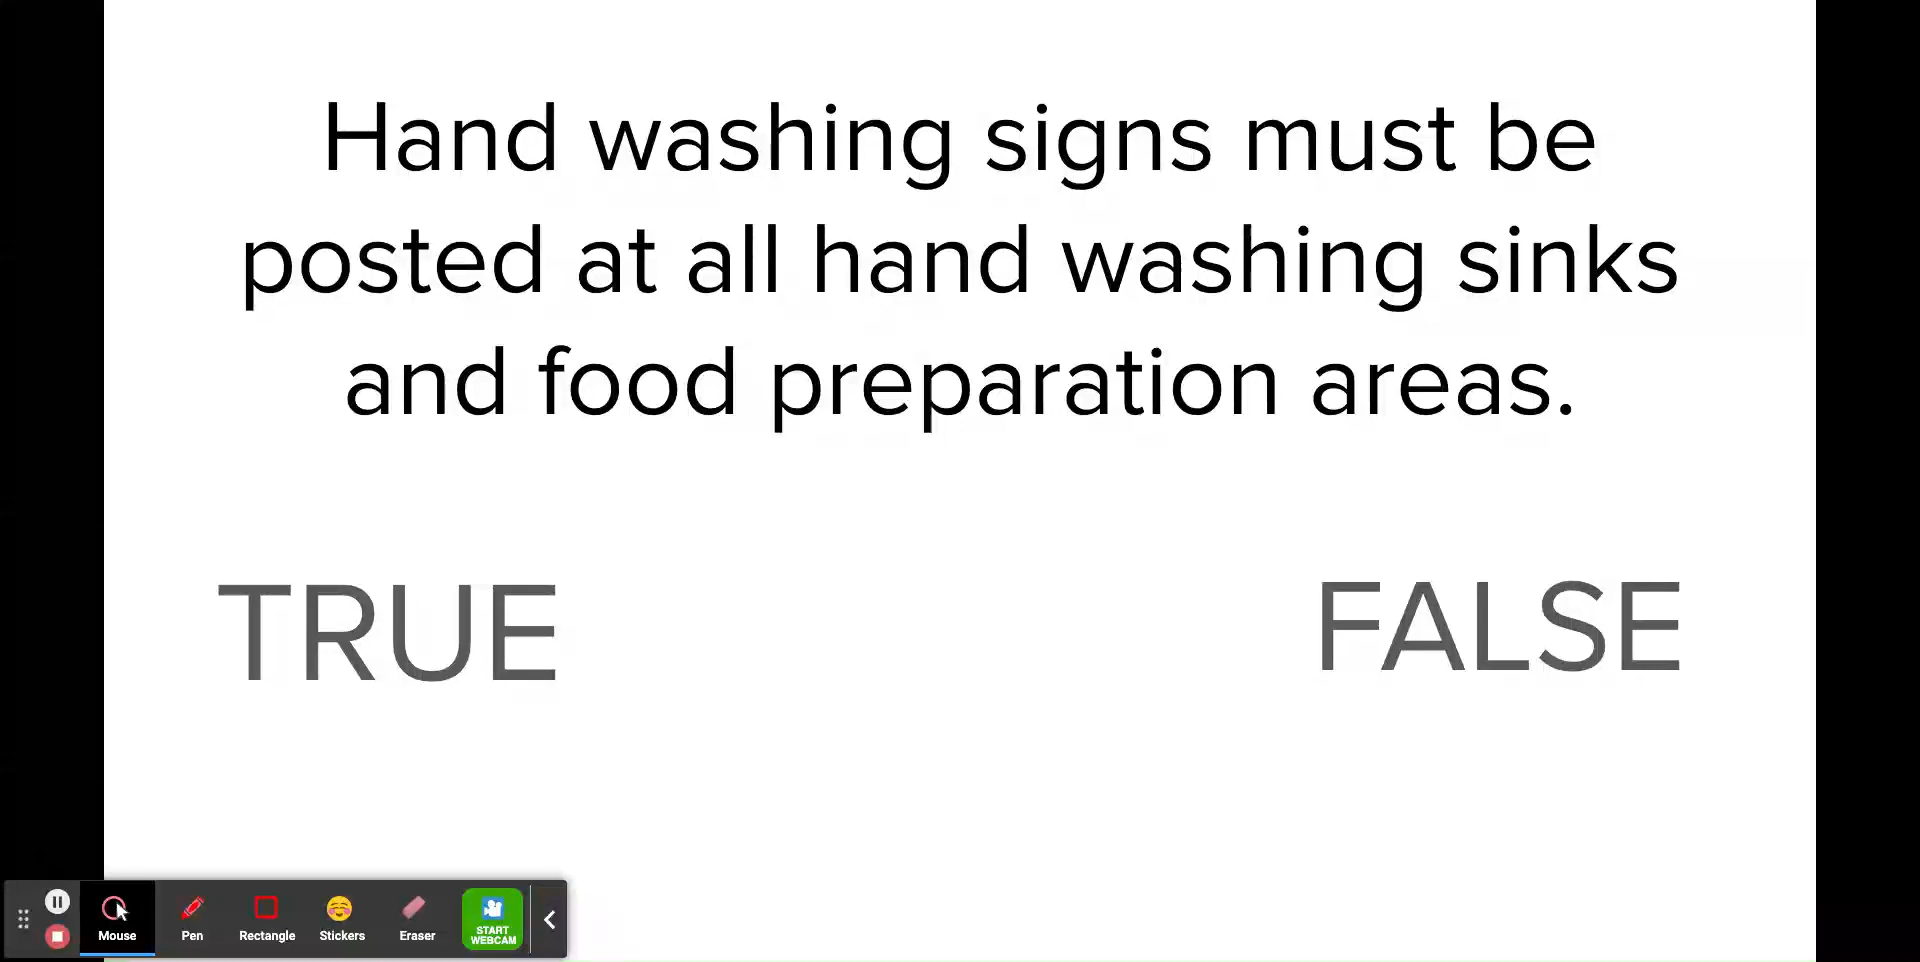 Hand washing signs must be
posted at all hand washing sinks
and food preparation areas.
TRUE
FALSE
Mouse
Pen
Rectangle
Stickers
Eraser
START
WEBCAM